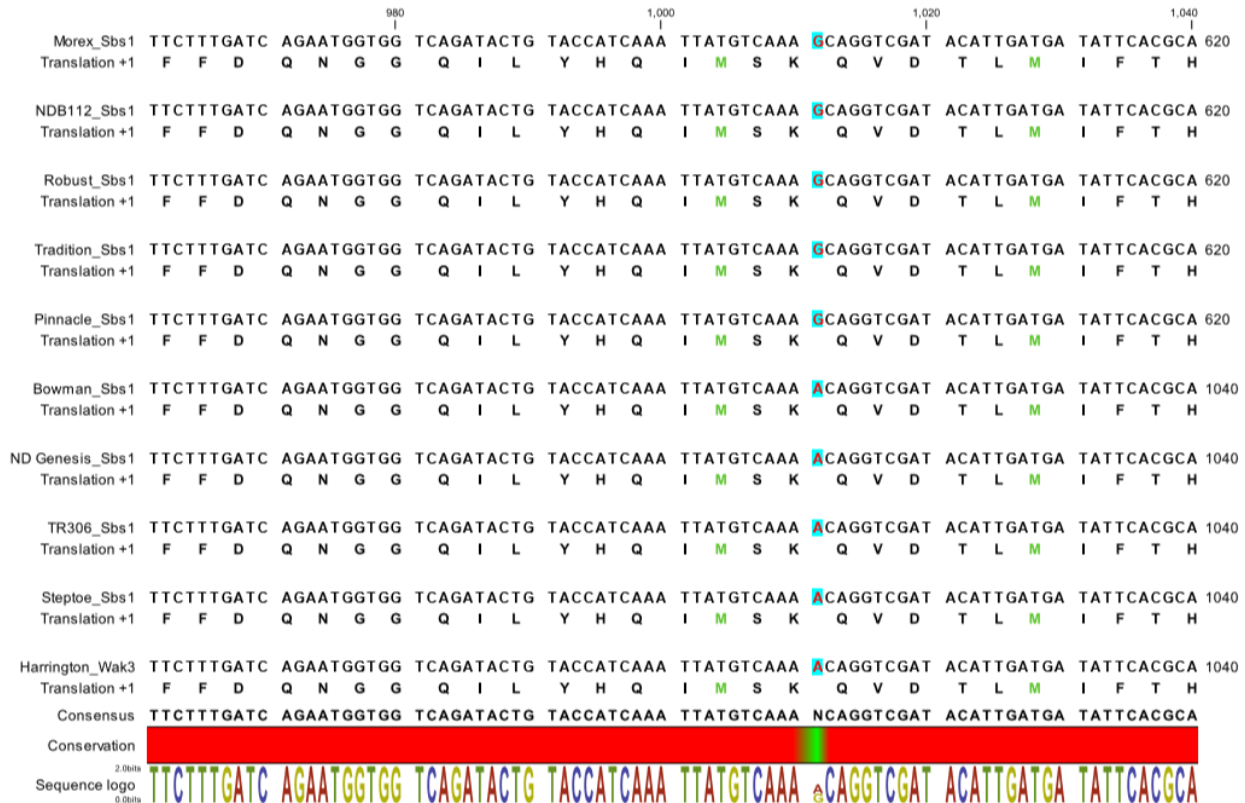 980 1,000 1,020 1,040
Morex_Sbs1 TTCTTTGATC AGAATGGTGG TCAGATACTG TACCATCAAA TTATGTCAAA GCAGGTCGAT ACATTGATGA TATTCACGCA 620
Translation +1 F F D Q N G G Q I L Y H Q I M S K Q V D T L M I F T H
NDB112_Sbs1 TTCTTTGATC AGAATGGTGG TCAGATACTG TACCATCAAA TTATGTCAAA GCAGGTCGAT ACATTGATGA TATTCACGCA 620
Translation +1 F F D Q N G G Q I L Y H Q I M S K Q V D T L M I F T H
Robust_Sbs1 TTCTTTGATC AGAATGGTGG TCAGATACTG TACCATCAAA TTATGTCAAA GCAGGTCGAT ACATTGATGA TATTCACGCA 620
Translation +1 F F D Q N G G Q I L Y H Q I M S K Q V D T L M I F T H
Tradition_Sbs1 TTCTTTGATC AGAATGGTGG TCAGATACTG TACCATCAAA TTATGTCAAA GCAGGTCGAT ACATTGATGA TATTCACGCA 620
Translation +1 F F D Q N G G Q I L Y H Q I M S K Q V D T L M I F T H
Pinnacle_Sbs1 TTCTTTGATC AGAATGGTGG TCAGATACTG TACCATCAAA TTATGTCAAA GCAGGTCGAT ACATTGATGA TATTCACGCA 620
Translation +1 F F D Q N G G Q I L Y H Q I M S K Q V D T L M I F T H
Bowman_Sbs1 TTCTTTGATC AGAATGGTGG TCAGATACTG TACCATCAAA TTATGTCAAA ACAGGTCGAT ACATTGATGA TATTCACGCA 1040
Translation +1 F F D Q N G G Q I L Y H Q I M S K Q V D T L M I F T H
ND Genesis_Sbs1 TTCTTTGATC AGAATGGTGG TCAGATACTG TACCATCAAA TTATGTCAAA ACAGGTCGAT ACATTGATGA TATTCACGCA 1040
Translation +1 F F D Q N G G Q I L Y H Q I M S K Q V D T L M I F T H
TR306_Sbs1 TTCTTTGATC AGAATGGTGG TCAGATACTG TACCATCAAA TTATGTCAAA ACAGGTCGAT ACATTGATGA TATTCACGCA 1040
Translation +1 F F D Q N G G Q I L Y H Q I M S K Q V D T L M I F T H
Steptoe_Sbs1 TTCTTTGATC AGAATGGTGG TCAGATACTG TACCATCAAA TTATGTCAAA ACAGGTCGAT ACATTGATGA TATTCACGCA 1040
Translation +1 F F D Q N G G Q I L Y H Q I M S K Q V D T L M I F T H
Harrington_Wak3 TTCTTTGATC AGAATGGTGG TCAGATACTG TACCATCAAA TTATGTCAAA ACAGGTCGAT ACATTGATGA TATTCACGCA 1040
Translation +1 F F D Q N G G Q I L Y H Q I M S K Q V D T L M I F T H
Consensus TTCTTTGATC AGAATGGTGG TCAGATACTG TACCATCAAA TTATGTCAAA NCAGGTCGAT ACATTGATGA TATTCACGCA
Conservation
2.0bits
Sequence logo TTCTTTGATC AGAATGGTGG TCAGATACTG TACCATCAAA TTATGTCAAA AGCAGGTCGAT ACATTGATGA TATTCACGCA
0.0bits